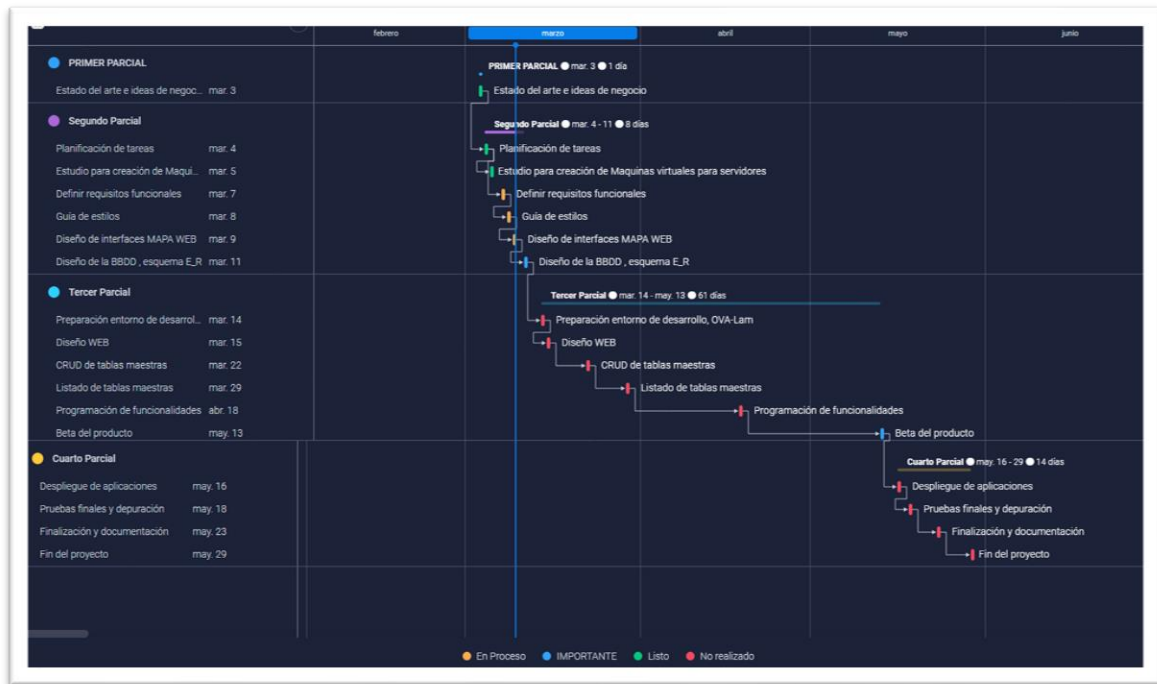 febrero marzo abril mayo junio
PRIMER PARCIAL
PRIMER PARCIAL mar. 3 1 día
Estado del arte e ideas de negoc... mar. 3
Estado del arte e ideas de negocio
Segundo Parcial
Segundo Parcial mar. 4 - 11 8 días
Planificación de tareas mar. 4
Planificación de tareas
Estudio para creación de Maqui... mar. 5
Estudio para creación de Maquinas virtuales para servidores
Definir requisitos funcionales mar. 7
Definir requisitos funcionales
Guía de estilos mar. 8
Guía de estilos
Diseño de interfaces MAPA WEB mar. 9
Diseño de interfaces MAPA WEB
Diseño de la BBDD , esquema E_R mar. 11
Diseño de la BBDD , esquema E_R
Tercer Parcial
Tercer Parcial mar. 14 - may. 13 61 días
Preparación entorno de desarrol... mar. 14
Preparación entorno de desarrollo, OVA-Lam
Diseño WEB mar. 15
Diseño WEB
CRUD de tablas maestras mar. 22
CRUD de tablas maestras
Listado de tablas maestras mar. 29
Listado de tablas maestras
Programación de funcionalidades abr. 18
Programación de funcionalidades
Beta del producto may. 13
Beta del producto
Cuarto Parcial
Cuarto Parcial may. 16 - 29 14 días
Despliegue de aplicaciones may. 16
Despliegue de aplicaciones
Pruebas finales y depuración may. 18
Pruebas finales y depuración
Finalización y documentación may. 23
Finalización y documentación
Fin del proyecto may. 29
Fin del proyecto
En Proceso IMPORTANTE Listo No realizado